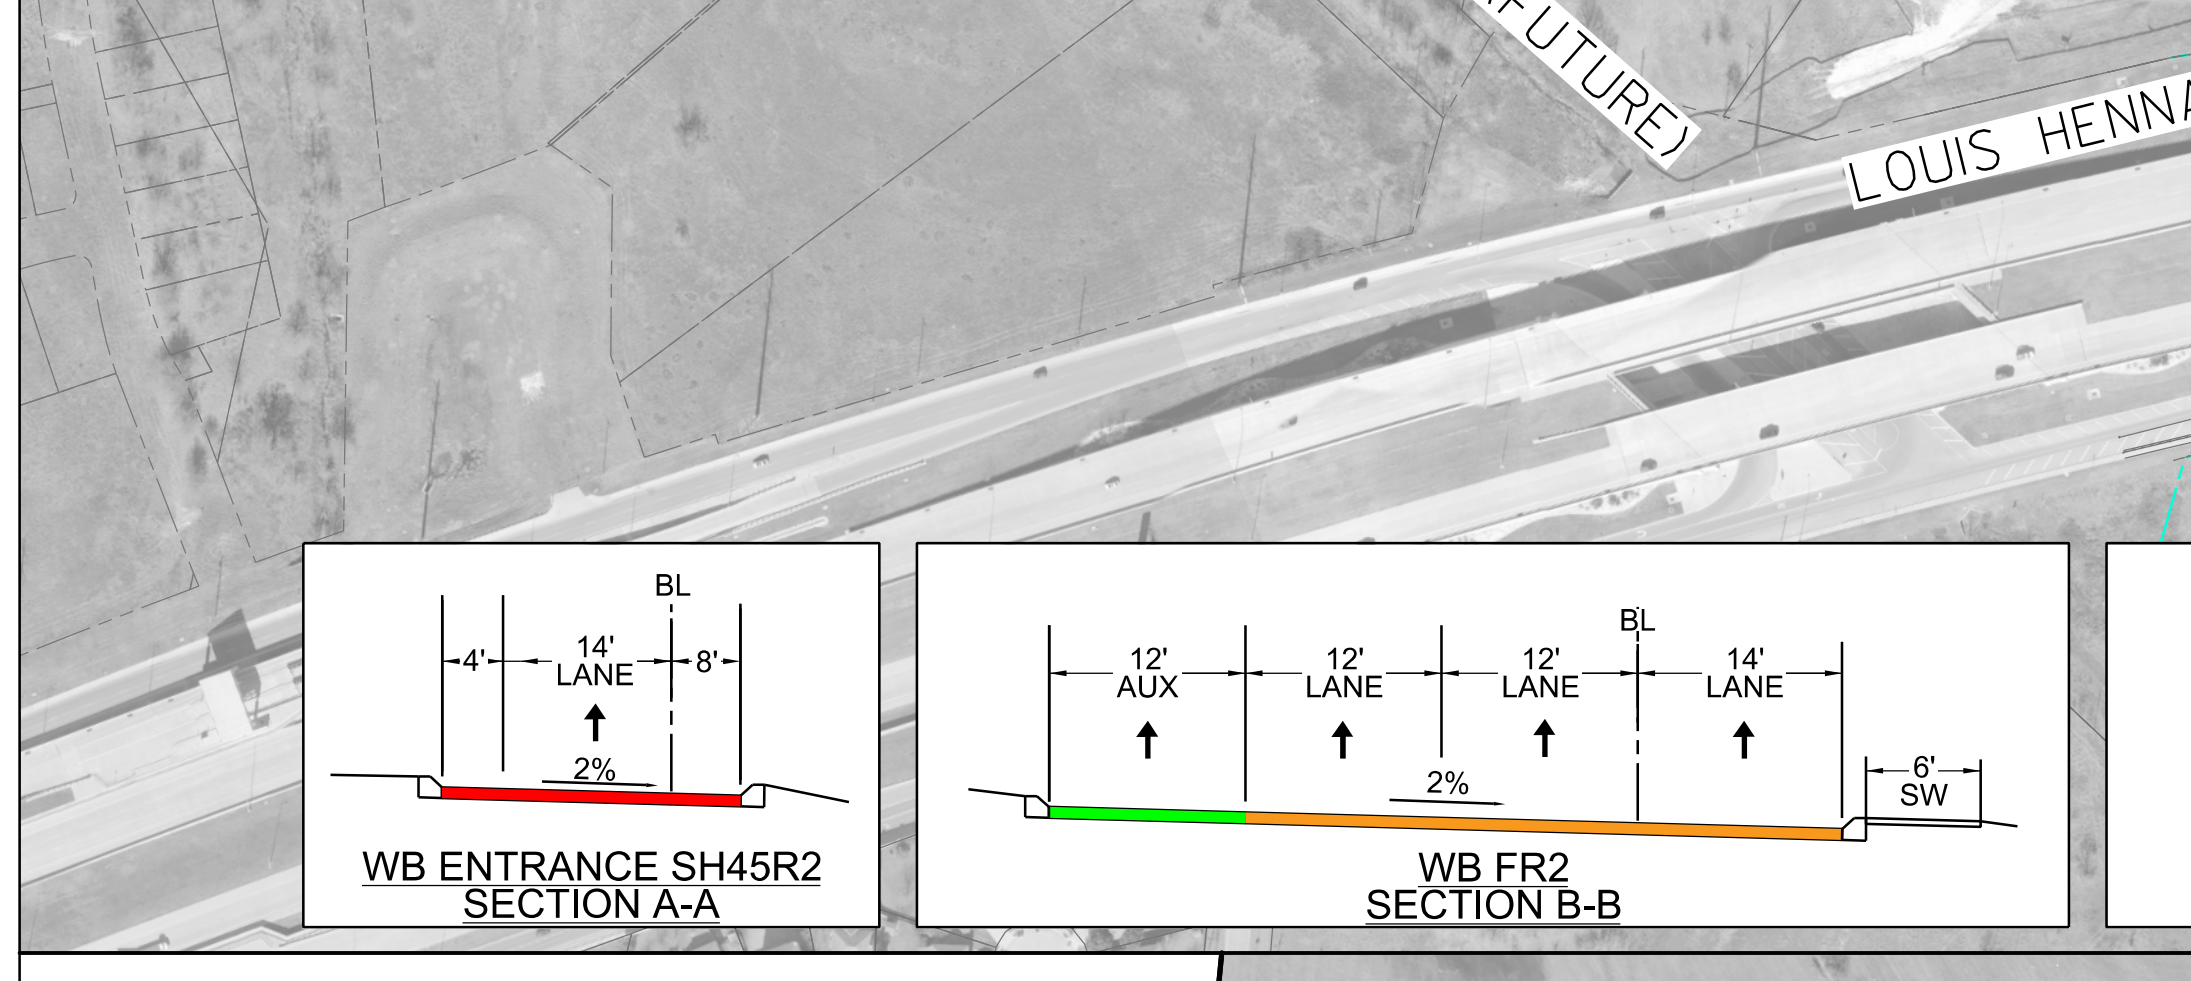 (FUTURE)
LOUIS HENNA
BL
4'
14'
LANE
8'
2%
WB ENTRANCE SH45R2
SECTION A-A
BL
12'
AUX
12'
LANE
12'
LANE
14'
LANE
2%
6'
SW
WB FR2
SECTION B-B